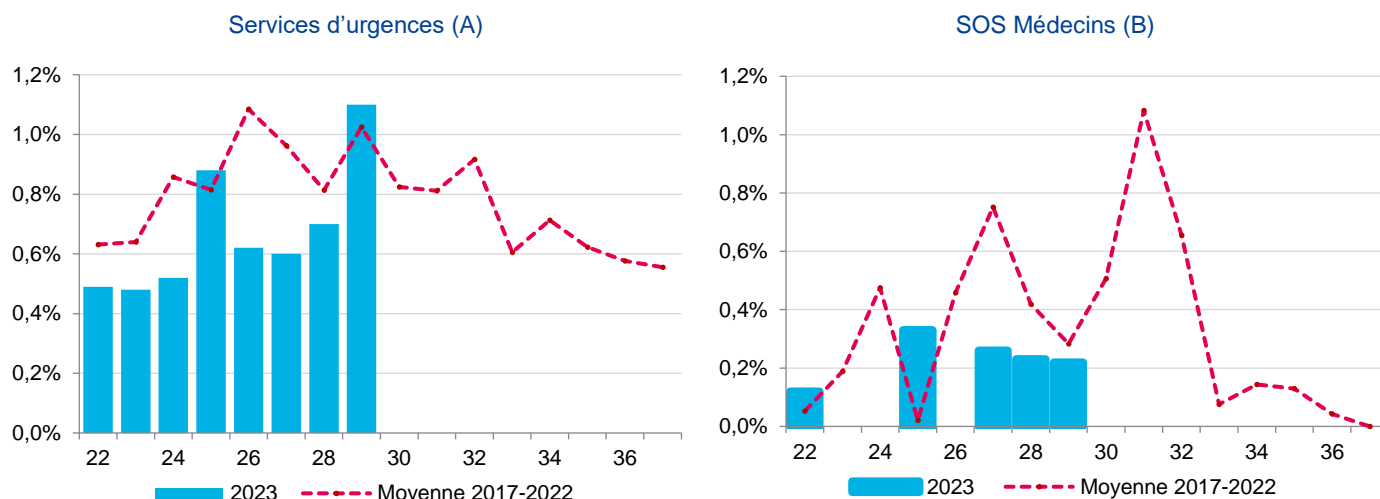 Services d'urgences (A)
1,2%
1,0%
0,8%
0,6%
0,4%
0,2%
0,0%
22 24 26 28 30 32 34 36
2023 Moyenne 2017-2022
SOS Médecins (B)
1,2%
1,0%
0,8%
0,6%
0,4%
0,2%
0,0%
22 24 26 28 30 32 34 36
2023 Moyenne 2017-2022